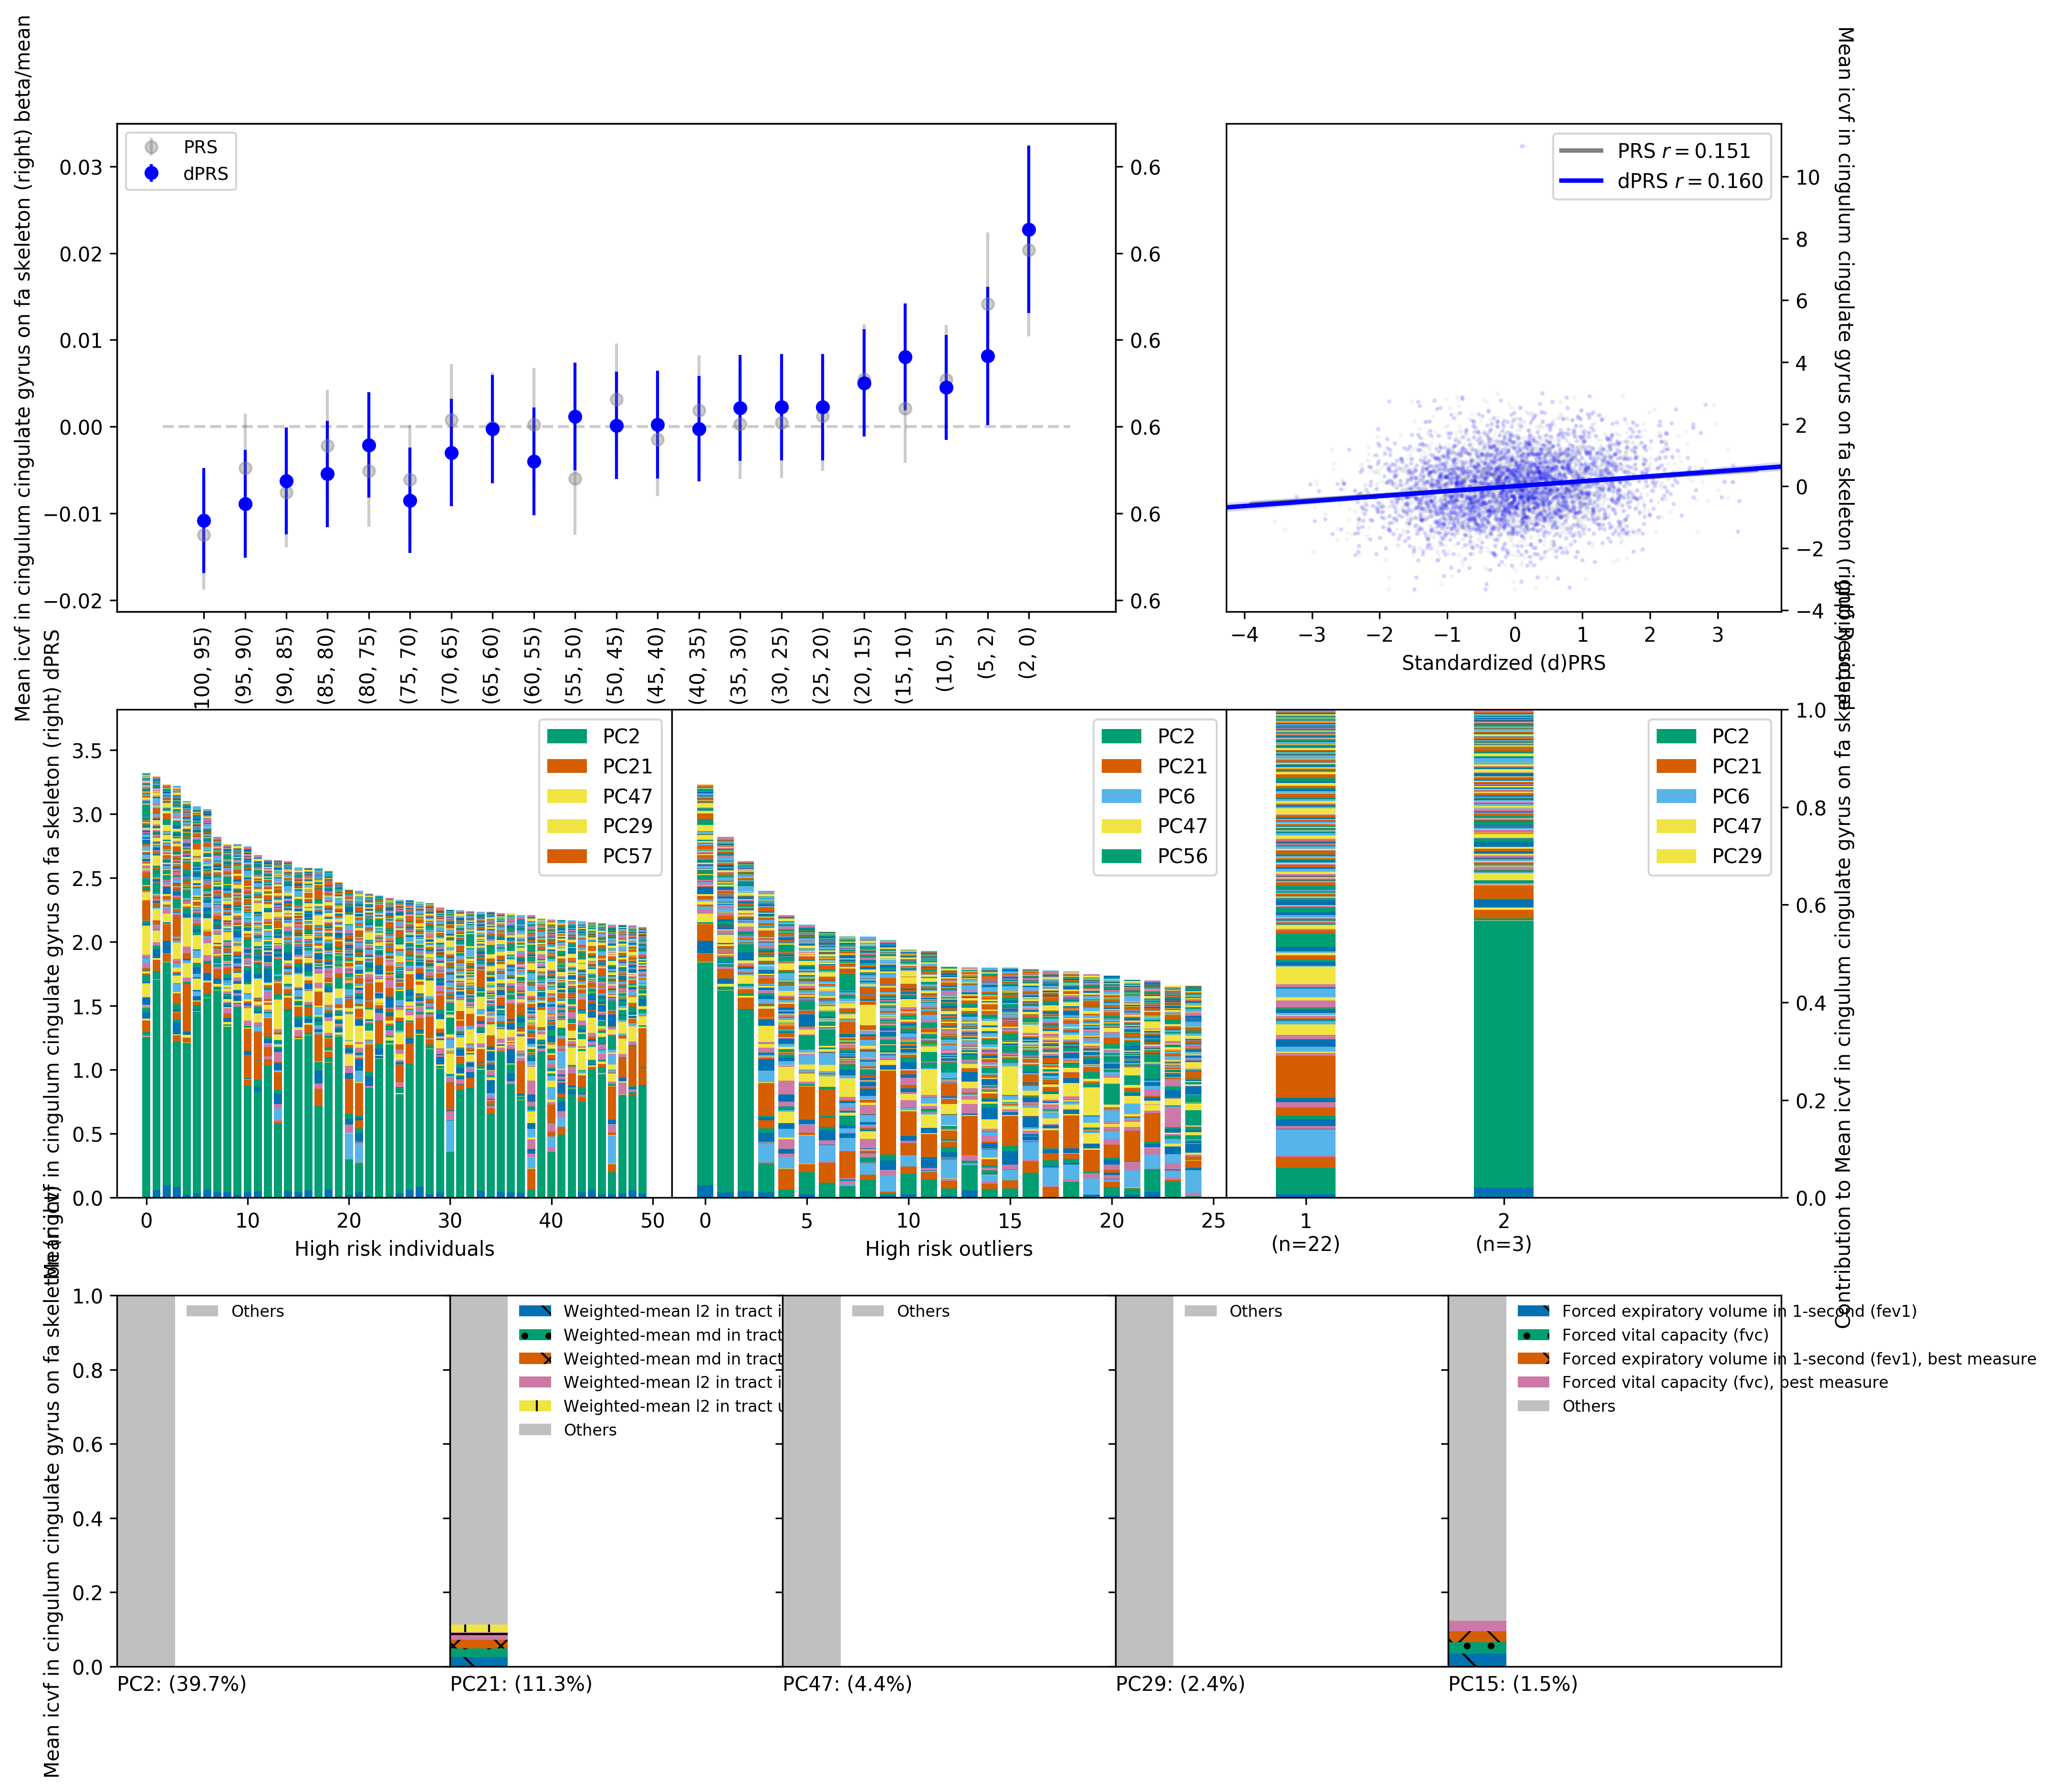 Mean icvf in cingulum cingulate gyrus on fa skeleton (right) beta/mean
0.03
0.02
0.01
0.00
−0.01
−0.02
PRS
dPRS
0.6
0.6
0.6
0.6
0.6
0.6
100, 95)
(95, 90)
(90, 85)
(85, 80)
(80, 75)
(75, 70)
(70, 65)
(65, 60)
(60, 55)
(55, 50)
(50, 45)
(45, 40)
(40, 35)
(35, 30)
(30, 25)
(25, 20)
(20, 15)
(15, 10)
(10, 5)
(5, 2)
(2, 0)
PRS r = 0.151
dPRS r = 0.160
10
8
6
4
2
0
−2
−4
Mean icvf in cingulum cingulate gyrus on fa skeleton
−4 −3 −2 −1 0 1 2 3
Standardized (d)PRS
Mean icvf in cingulum cingulate gyrus on fa skeleton (right) dPRS
3.5
3.0
2.5
2.0
1.5
1.0
0.5
0.0
PC2
PC21
PC47
PC29
PC57
0 10 20 30 40 50
High risk individuals
PC2
PC21
PC6
PC47
PC56
0 5 10 15 20 25
High risk outliers
PC2
PC21
PC6
PC47
PC29
1
(n=22)
2
(n=3)
1.0
0.8
0.6
0.4
0.2
0.0
Contribution to Mean icvf in cingulum cingulate gyrus on fa
Mean icvf in cingulum cingulate gyrus on fa skeleton
1.0
0.8
0.6
0.4
0.2
0.0
Others
PC2: (39.7%)
Weighted-mean l2 in tract i
Weighted-mean md in tract
Weighted-mean md in tract
Weighted-mean l2 in tract i
Weighted-mean l2 in tract u
Others
PC21: (11.3%)
Others
PC47: (4.4%)
Others
PC29: (2.4%)
Forced expiratory volume in 1-second (fev1)
Forced vital capacity (fvc)
Forced expiratory volume in 1-second (fev1), best measure
Forced vital capacity (fvc), best measure
Others
PC15: (1.5%)